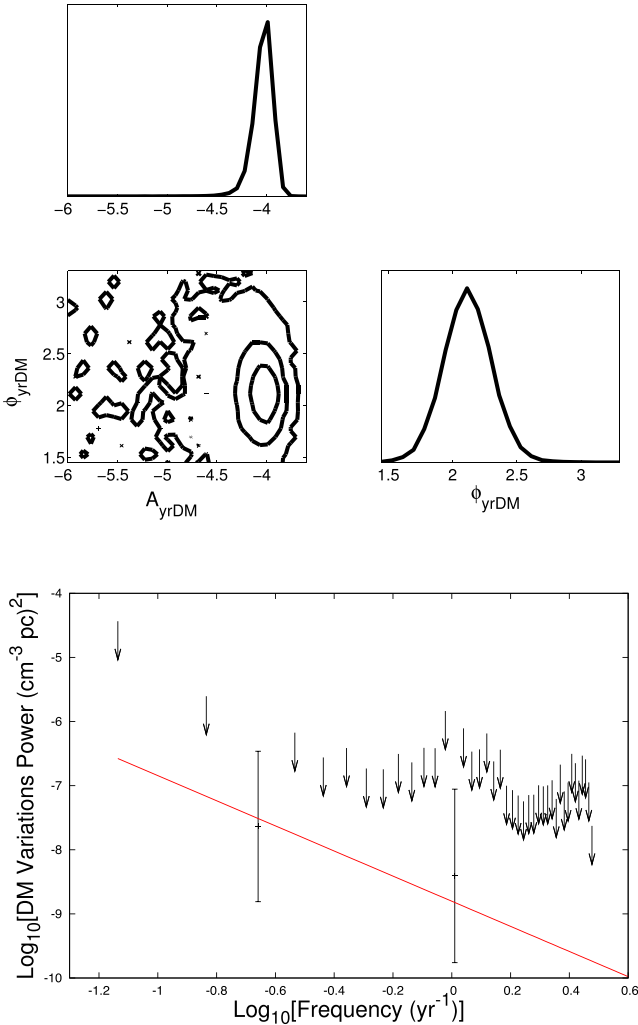 -6 -5.5 -5 -4.5 -4
3
2.5
2
1.5
ϕyrDM
-6 -5.5 -5 -4.5 -4
AyrDM
1.5 2 2.5 3
ϕyrDM
-4
-5
-6
-7
-8
-9
-10
Log10[DM Variations Power (cm-3 pc)2]
-1.2 -1 -0.8 -0.6 -0.4 -0.2 0 0.2 0.4 0.6
Log10[Frequency (yr-1)]